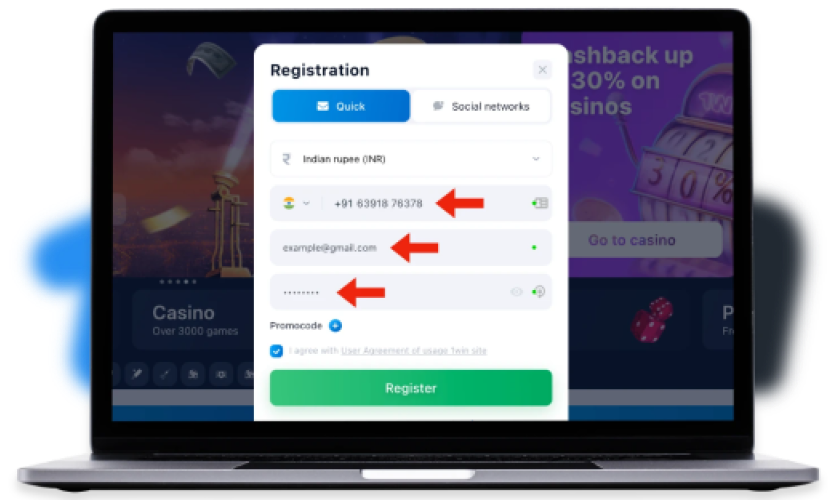 ashback up
30% on
sinos
Registration
Quick
Social networks
Indian rupee (INR)
+91 63918 76378
example@gmail.com
········
Promocode
I agree with User Agreement of usage 1win site
Register
Go to casino
Casino
Over 3000 games
P
Fr